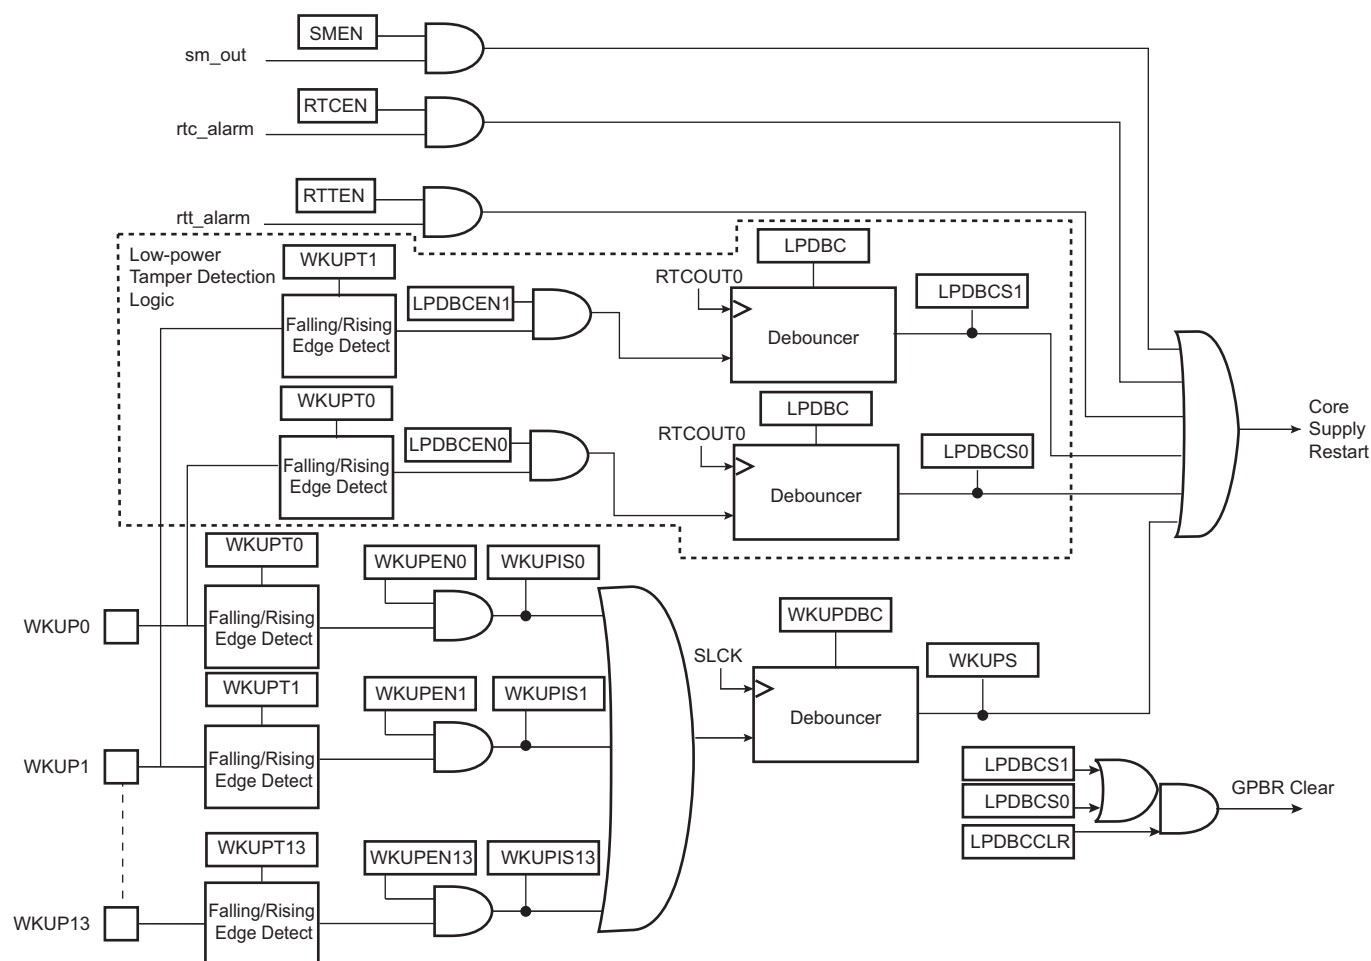 SMEN
sm_out
RTCEN
rtc_alarm
RTTEN
rtt_alarm
Low-power
Tamper Detection
Logic
WKUPT1
Falling/Rising
Edge Detect
LPDBCEN1
RTCOUT0
LPDBC
Debouncer
LPDBCS1
WKUPT0
Falling/Rising
Edge Detect
LPDBCEN0
RTCOUT0
LPDBC
Debouncer
LPDBCS0
Core
Supply
Restart
WKUP0
WKUPT0
Falling/Rising
Edge Detect
WKUPEN0
WKUPIS0
WKUP1
WKUPT1
Falling/Rising
Edge Detect
WKUPEN1
WKUPIS1
SLCK
WKUPDBC
Debouncer
WKUPS
WKUP13
WKUPT13
Falling/Rising
Edge Detect
WKUPEN13
WKUPIS13
LPDBCS1
LPDBCS0
LPDBCCLR
GPBR Clear